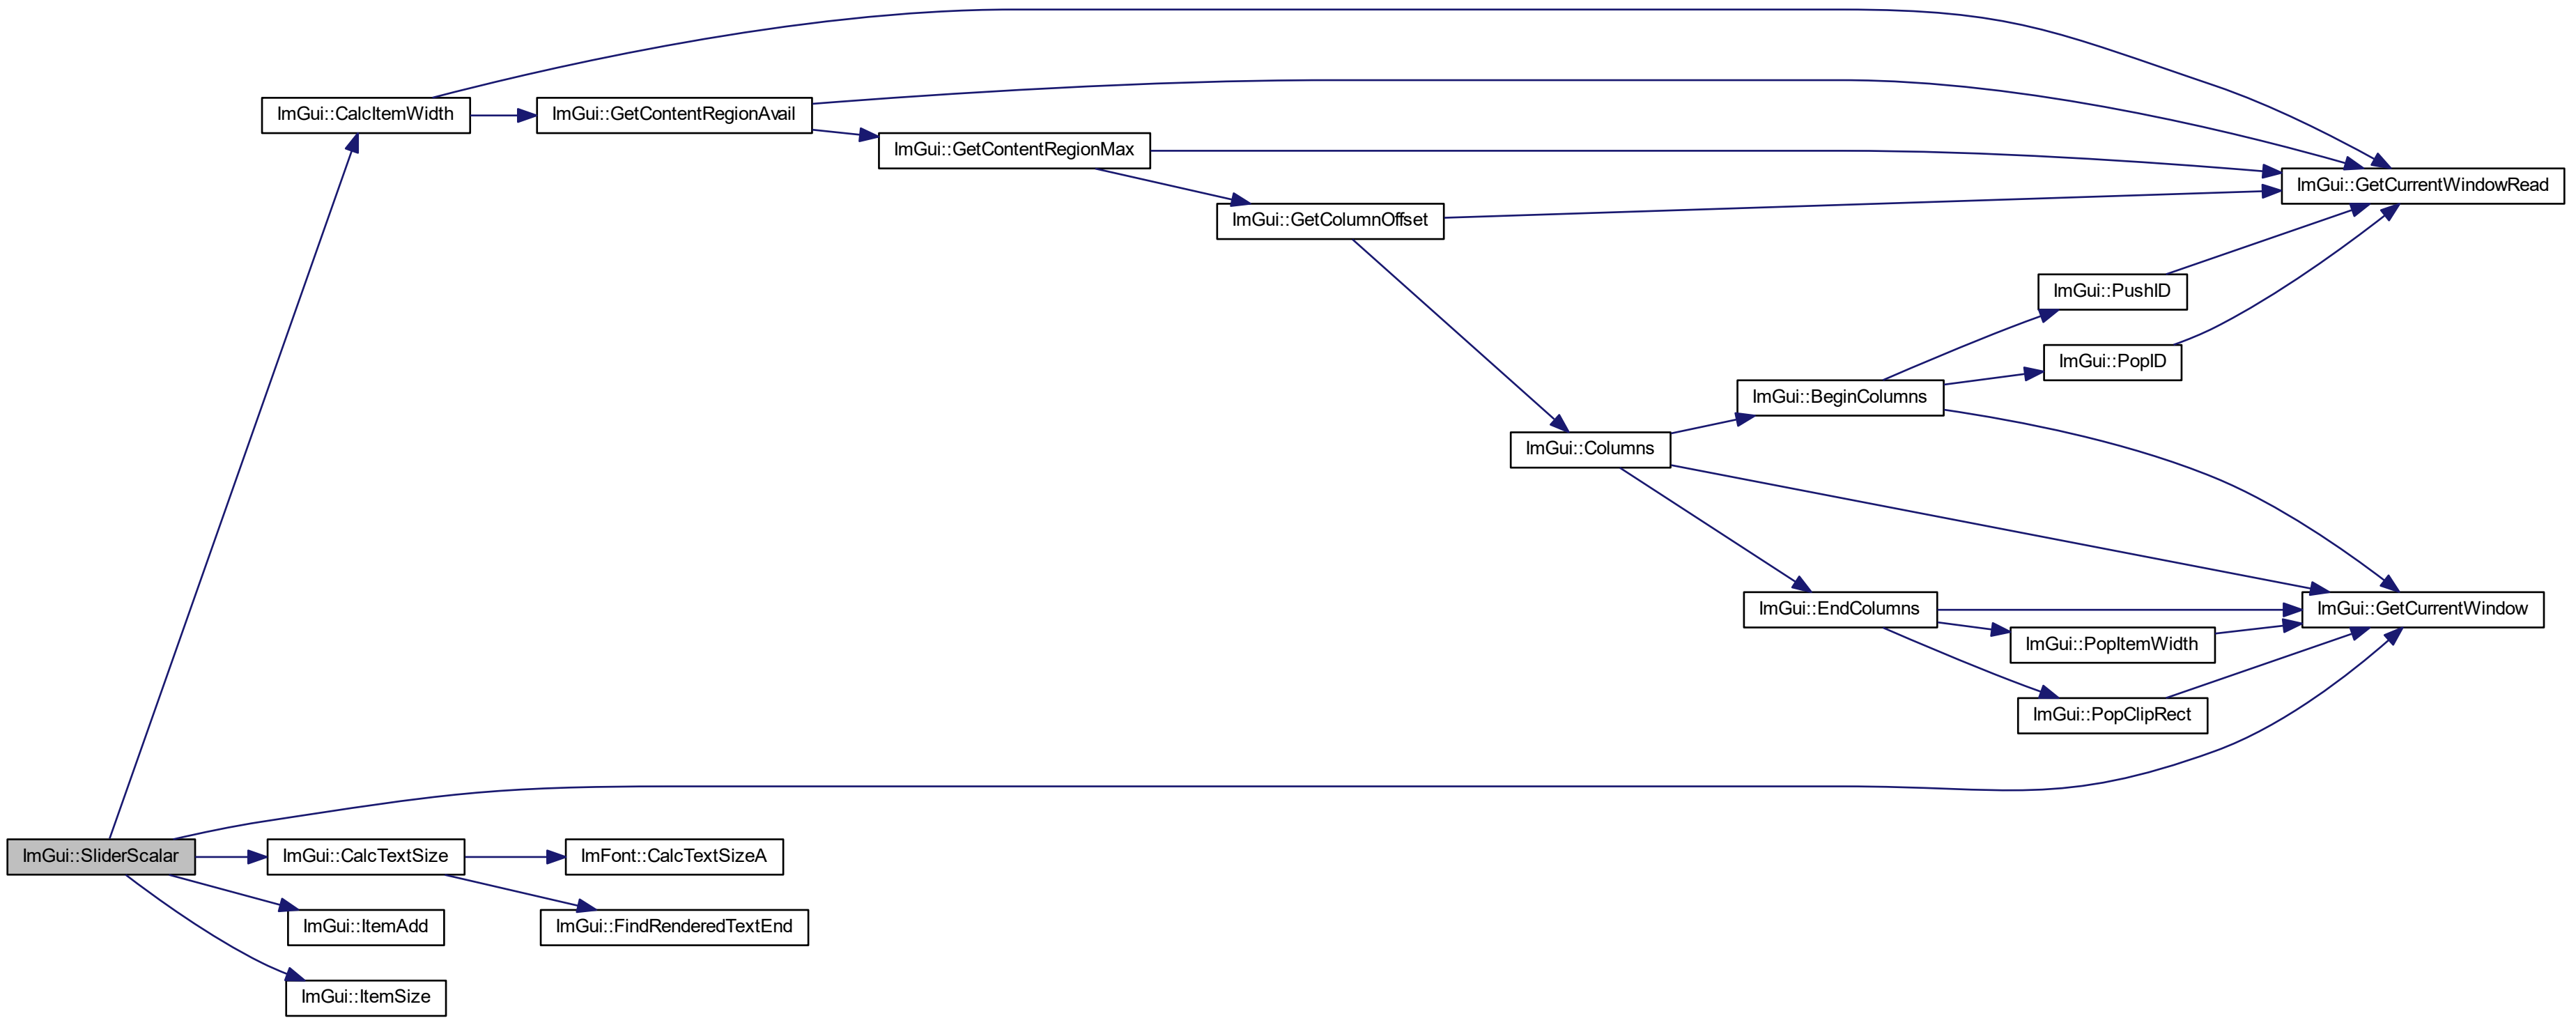 ImGui::CalcItemWidth
ImGui::GetContentRegionAvail
ImGui::GetContentRegionMax
ImGui::GetCurrentWindowRead
ImGui::GetColumnOffset
ImGui::PushID
ImGui::PopID
ImGui::BeginColumns
ImGui::Columns
ImGui::EndColumns
ImGui::GetCurrentWindow
ImGui::PopItemWidth
ImGui::PopClipRect
ImGui::SliderScalar
ImGui::CalcTextSize
ImFont::CalcTextSizeA
ImGui::ItemAdd
ImGui::FindRenderedTextEnd
ImGui::ItemSize